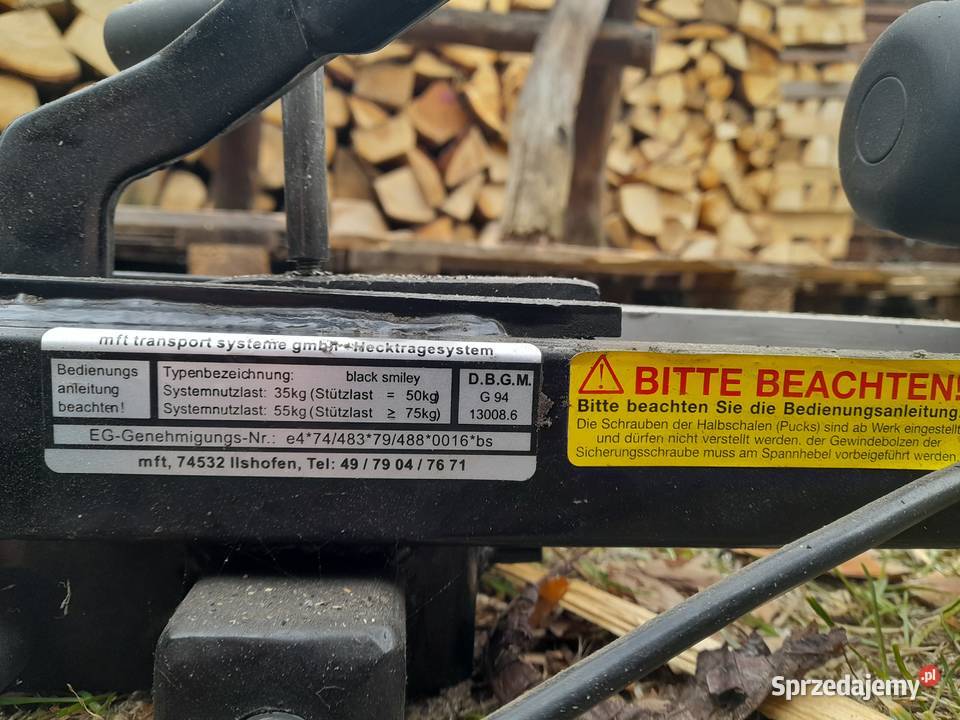 mft transport systeme gmbh · Hecktragesystem
Bedienungs
anleitung
beachten!
Typenbezeichnung: black smiley
Systemnutzlast: 35kg (Stützlast = 50kg)
Systemnutzlast: 55kg (Stützlast ≥ 75kg)
D.B.G.M.
G 94
13008.6
EG-Genehmigungs-Nr.: e4*74/483*79/488*0016*bs
mft, 74532 Ilshofen, Tel: 49 / 79 04 / 76 71
BITTE BEACHTEN!
Bitte beachten Sie die Bedienungsanleitung.
Die Schrauben der Halbschalen (Pucks) sind ab Werk eingestellt
und dürfen nicht verstellt werden. der Gewindebolzen der
Sicherungsschraube muss am Spannhebel vorbeigeführt werden.
Sprzedajemy.pl